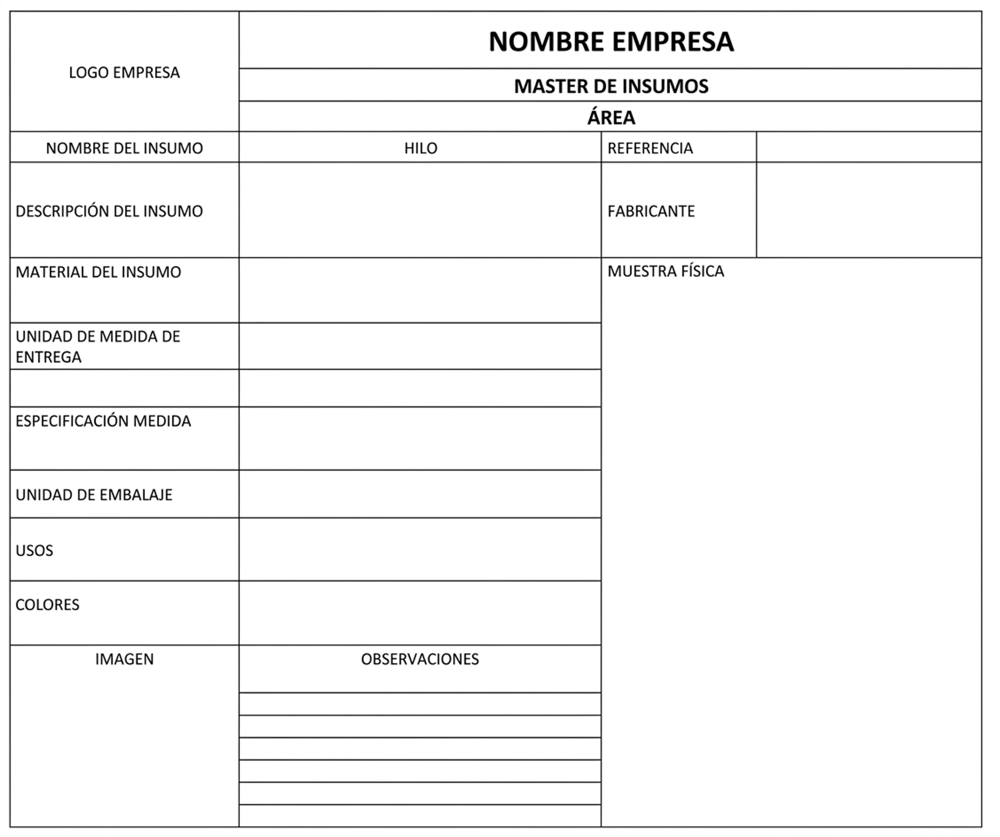 LOGO EMPRESA
NOMBRE EMPRESA
MASTER DE INSUMOS
ÁREA
NOMBRE DEL INSUMO
HILO
REFERENCIA
DESCRIPCIÓN DEL INSUMO
FABRICANTE
MATERIAL DEL INSUMO
MUESTRA FÍSICA
UNIDAD DE MEDIDA DE
ENTREGA
ESPECIFICACIÓN MEDIDA
UNIDAD DE EMBALAJE
USOS
COLORES
IMAGEN
OBSERVACIONES